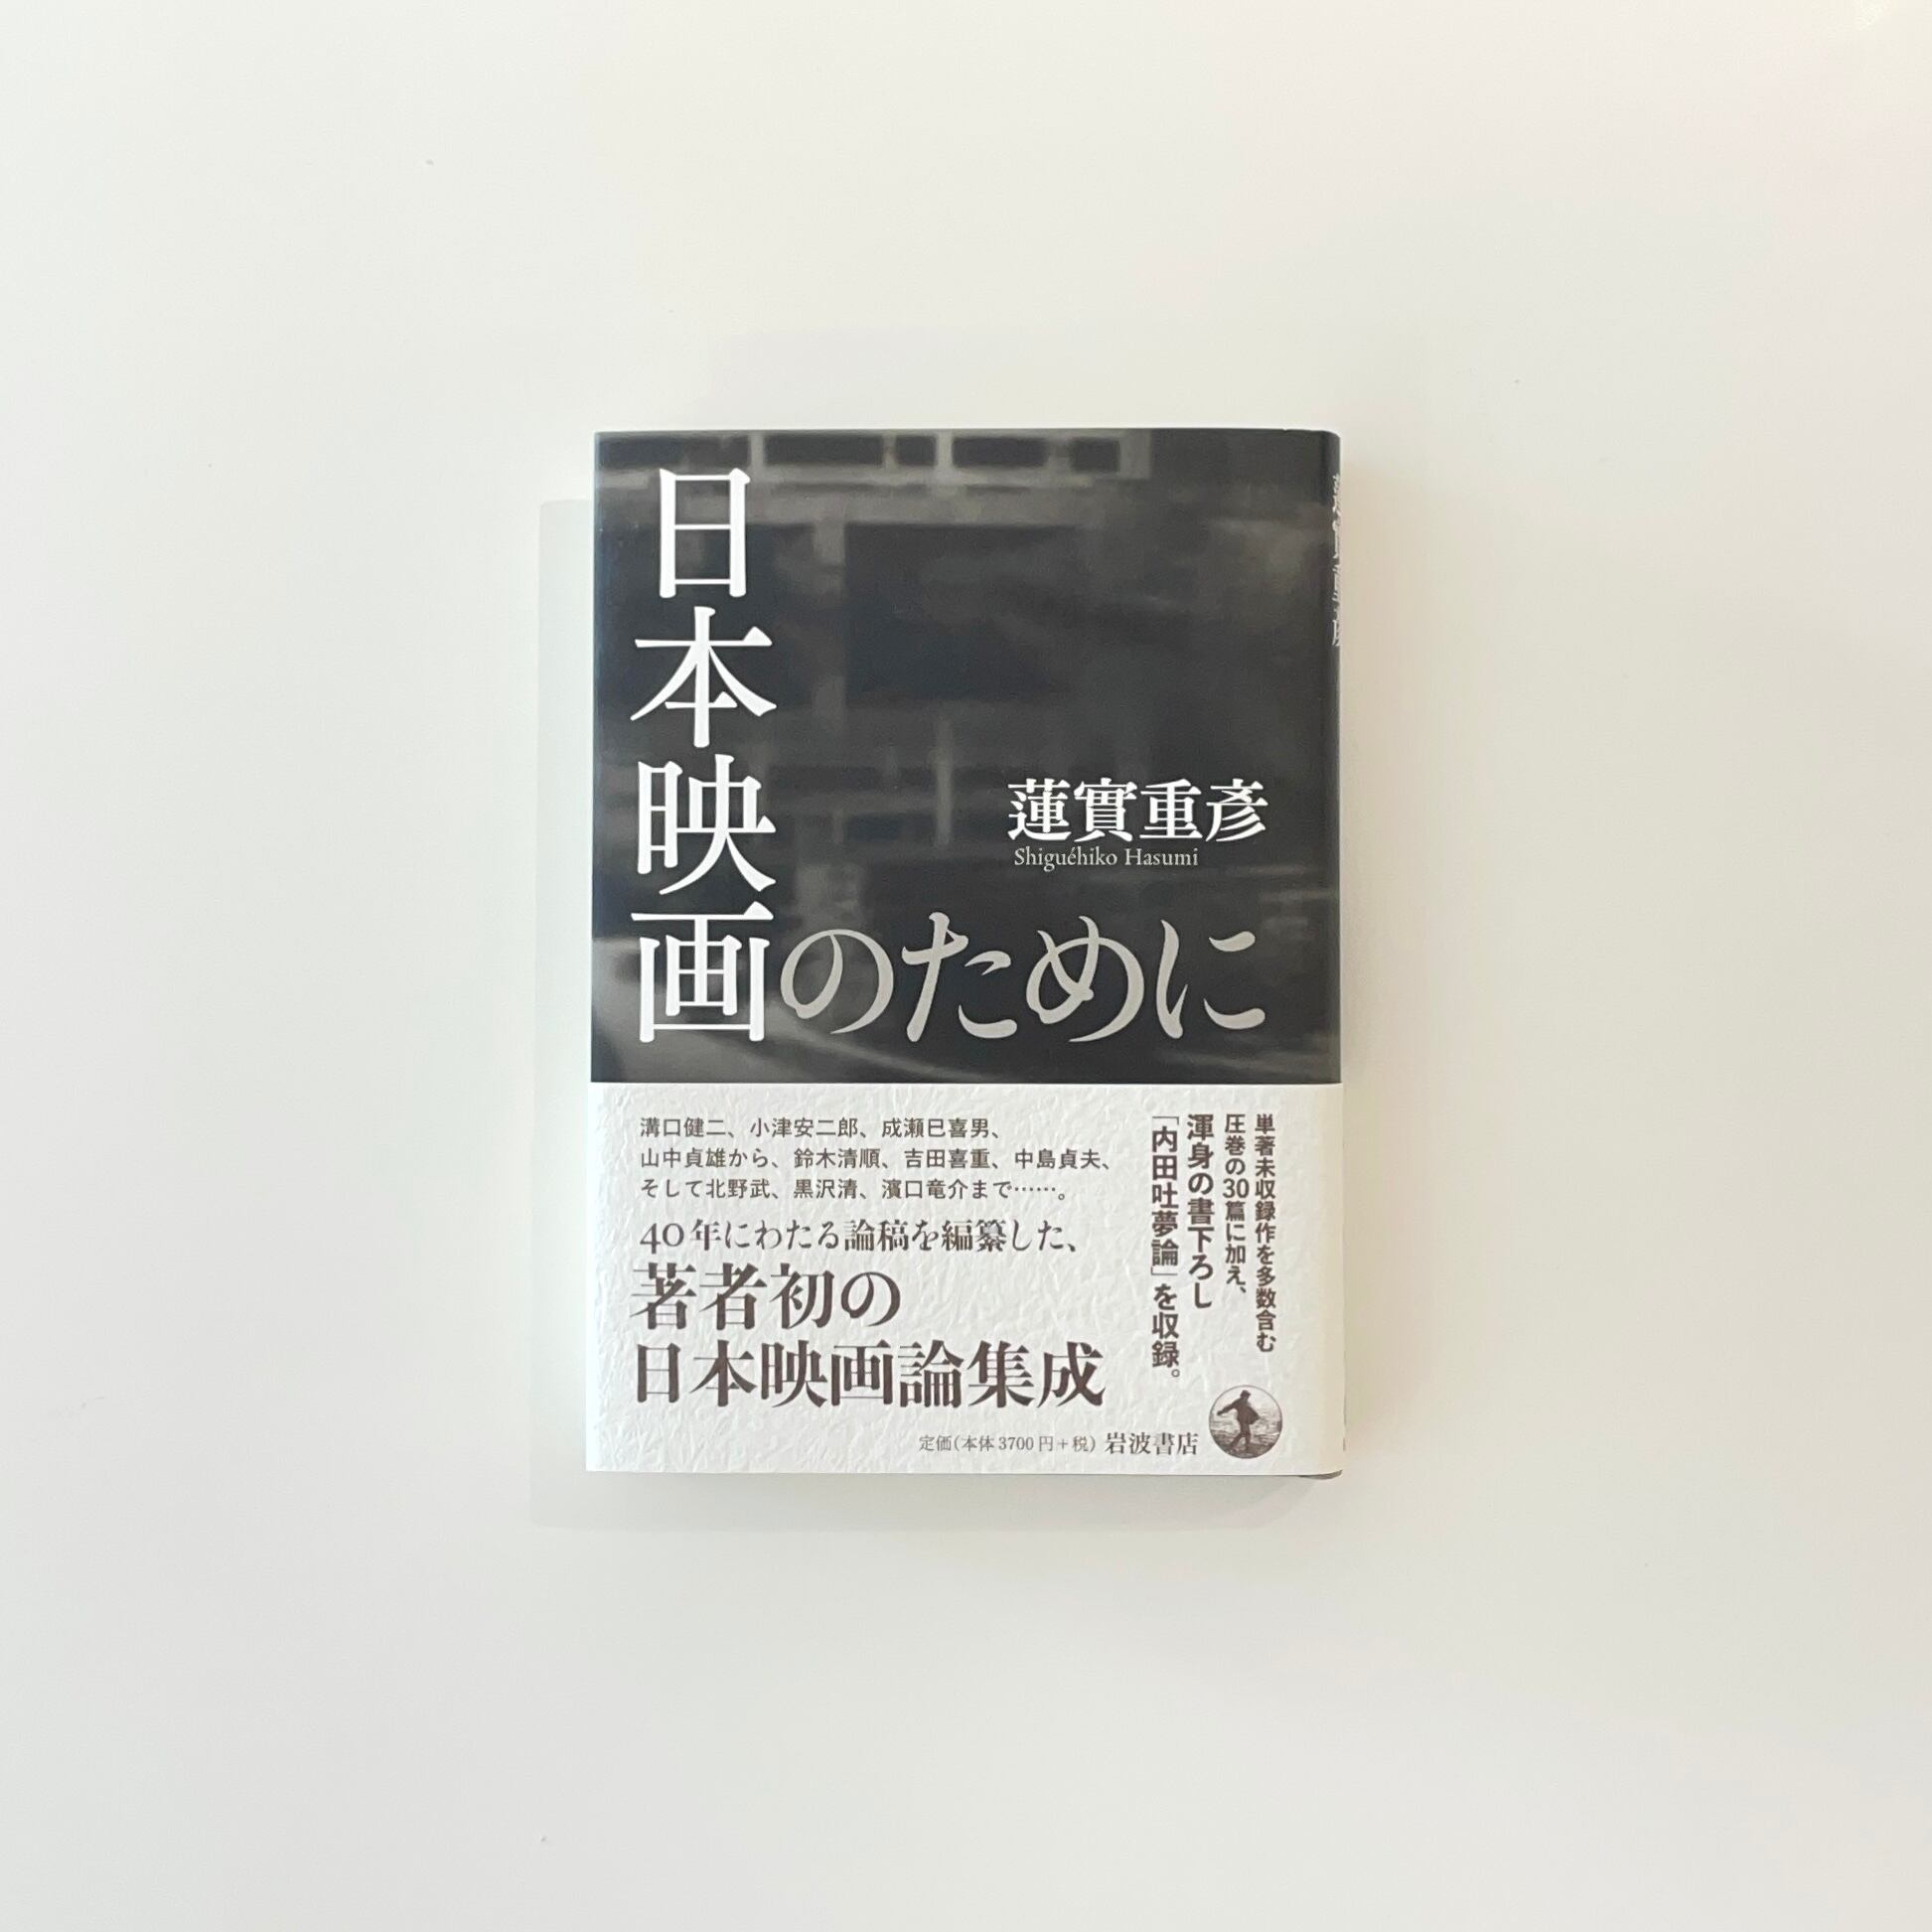 日本映画のために
蓮實重彥
Shiguéhiko Hasumi
溝口健二、小津安二郎、成瀬巳喜男、
山中貞雄から、鈴木清順、吉田喜重、中島貞夫、
そして北野武、黒沢清、濱口竜介まで……。
40年にわたる論稿を編纂した、
著者初の
日本映画論集成
単著未収録作を多数含む
圧巻の30篇に加え、
渾身の書下ろし
「内田吐夢論」を収録。
定価(本体3700円+税) 岩波書店